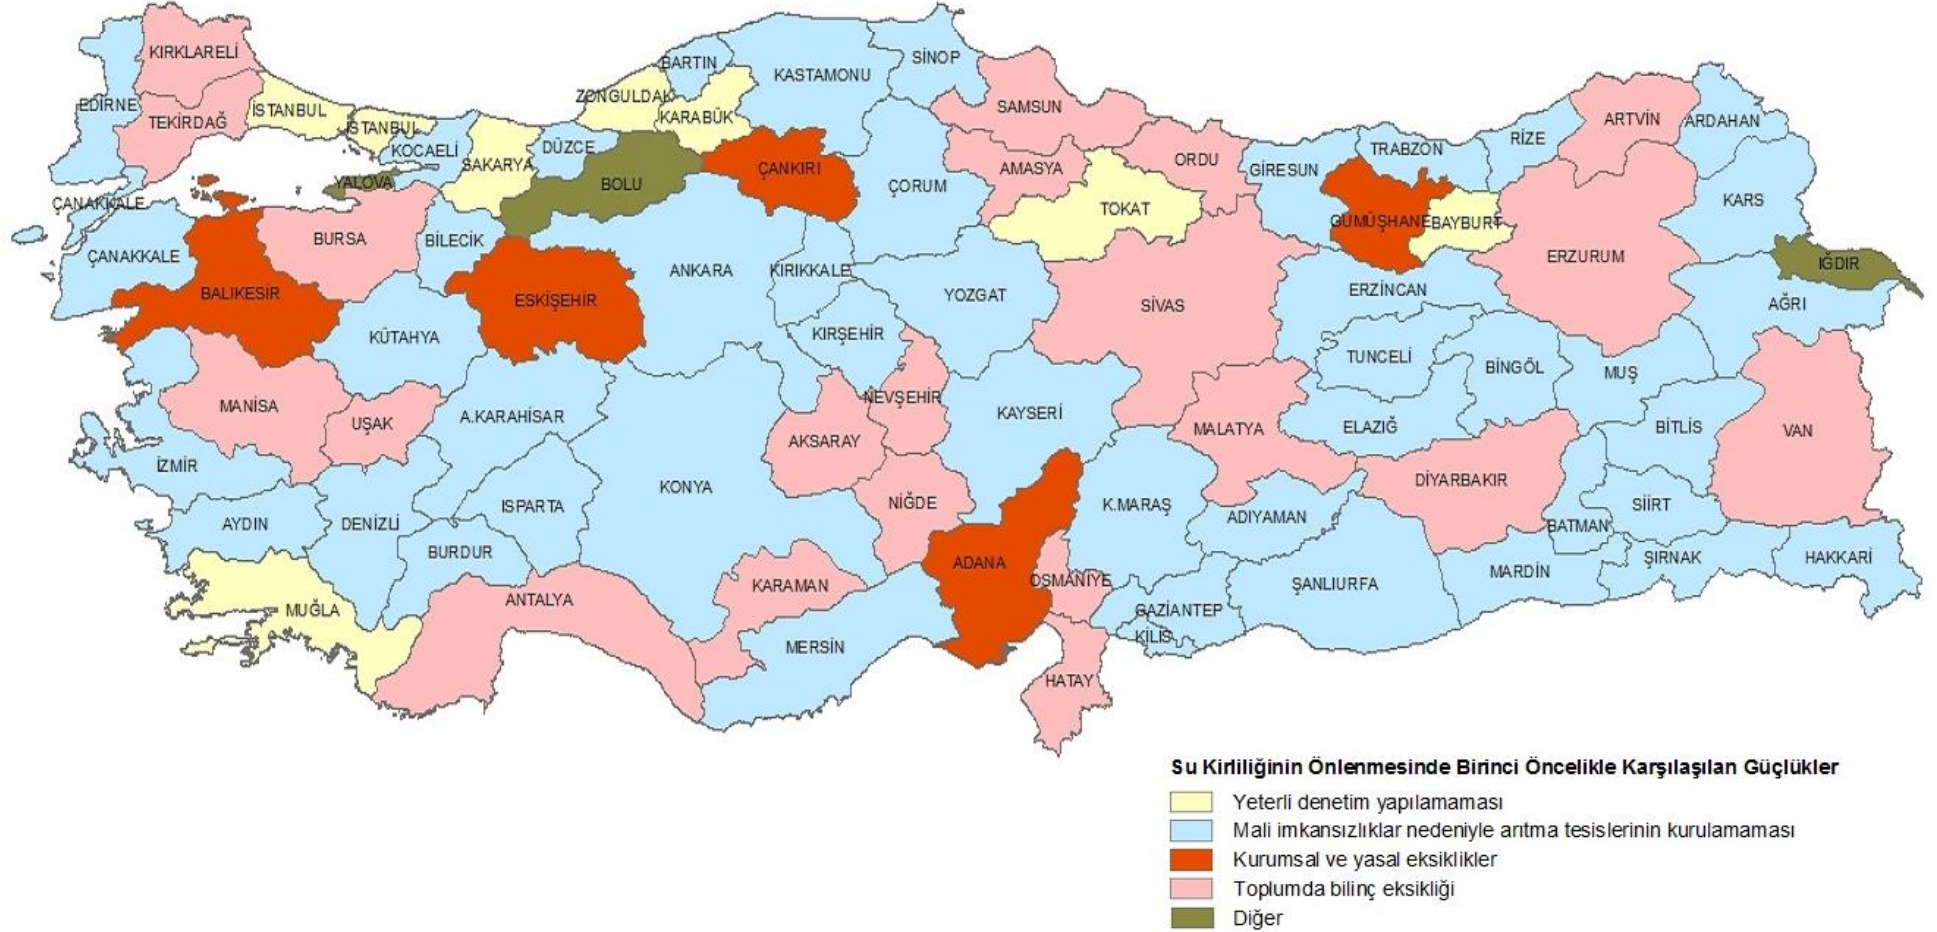 KIRKLARELİ
EDİRNE
TEKİRDAĞ
İSTANBUL
İSTANBUL
KOCAELİ
YALOVA
SAKARYA
DÜZCE
ZONGULDAK
BARTIN
KARABÜK
KASTAMONU
SİNOP
BOLU
ÇANKIRI
ÇORUM
SAMSUN
AMASYA
TOKAT
ORDU
GİRESUN
TRABZON
GÜMÜŞHANE
BAYBURT
RİZE
ARTVİN
ARDAHAN
KARS
IĞDIR
AĞRI
ERZURUM
ERZİNCAN
ÇANAKKALE
ÇANAKKALE
BALIKESİR
BURSA
BİLECİK
ESKİŞEHİR
KÜTAHYA
ANKARA
KIRIKKALE
KIRŞEHİR
YOZGAT
SİVAS
TUNCELİ
BİNGÖL
MUŞ
BİTLİS
VAN
MANİSA
UŞAK
A.KARAHİSAR
İZMİR
AYDIN
DENİZLİ
ISPARTA
BURDUR
KONYA
AKSARAY
NEVŞEHİR
NİĞDE
KAYSERİ
MALATYA
ELAZIĞ
DİYARBAKIR
BATMAN
SİİRT
ŞIRNAK
HAKKARİ
MARDİN
ŞANLIURFA
ADIYAMAN
K.MARAŞ
GAZİANTEP
KİLİS
OSMANİYE
HATAY
ADANA
MERSİN
KARAMAN
ANTALYA
MUĞLA
Su Kirliliğinin Önlenmesinde Birinci Öncelikle Karşılaşılan Güçlükler
Yeterli denetim yapılamaması
Mali imkansızlıklar nedeniyle arıtma tesislerinin kurulamaması
Kurumsal ve yasal eksiklikler
Toplumda bilinç eksikliği
Diğer